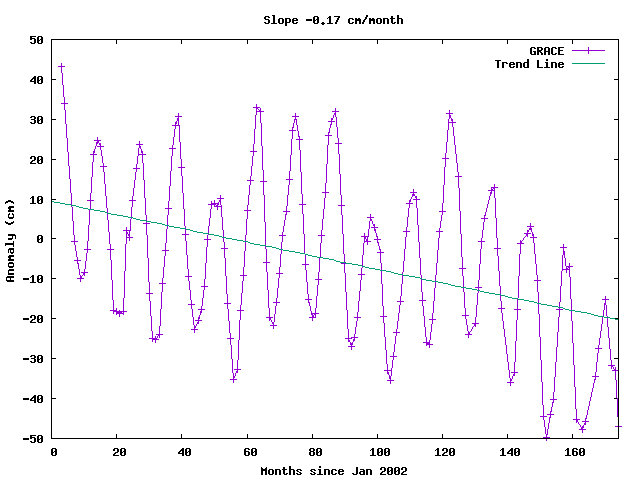 Slope -0.17 cm/month
GRACE
Trend Line
50
40
30
20
10
0
-10
-20
-30
-40
-50
Anomaly (cm)
0 20 40 60 80 100 120 140 160
Months since Jan 2002